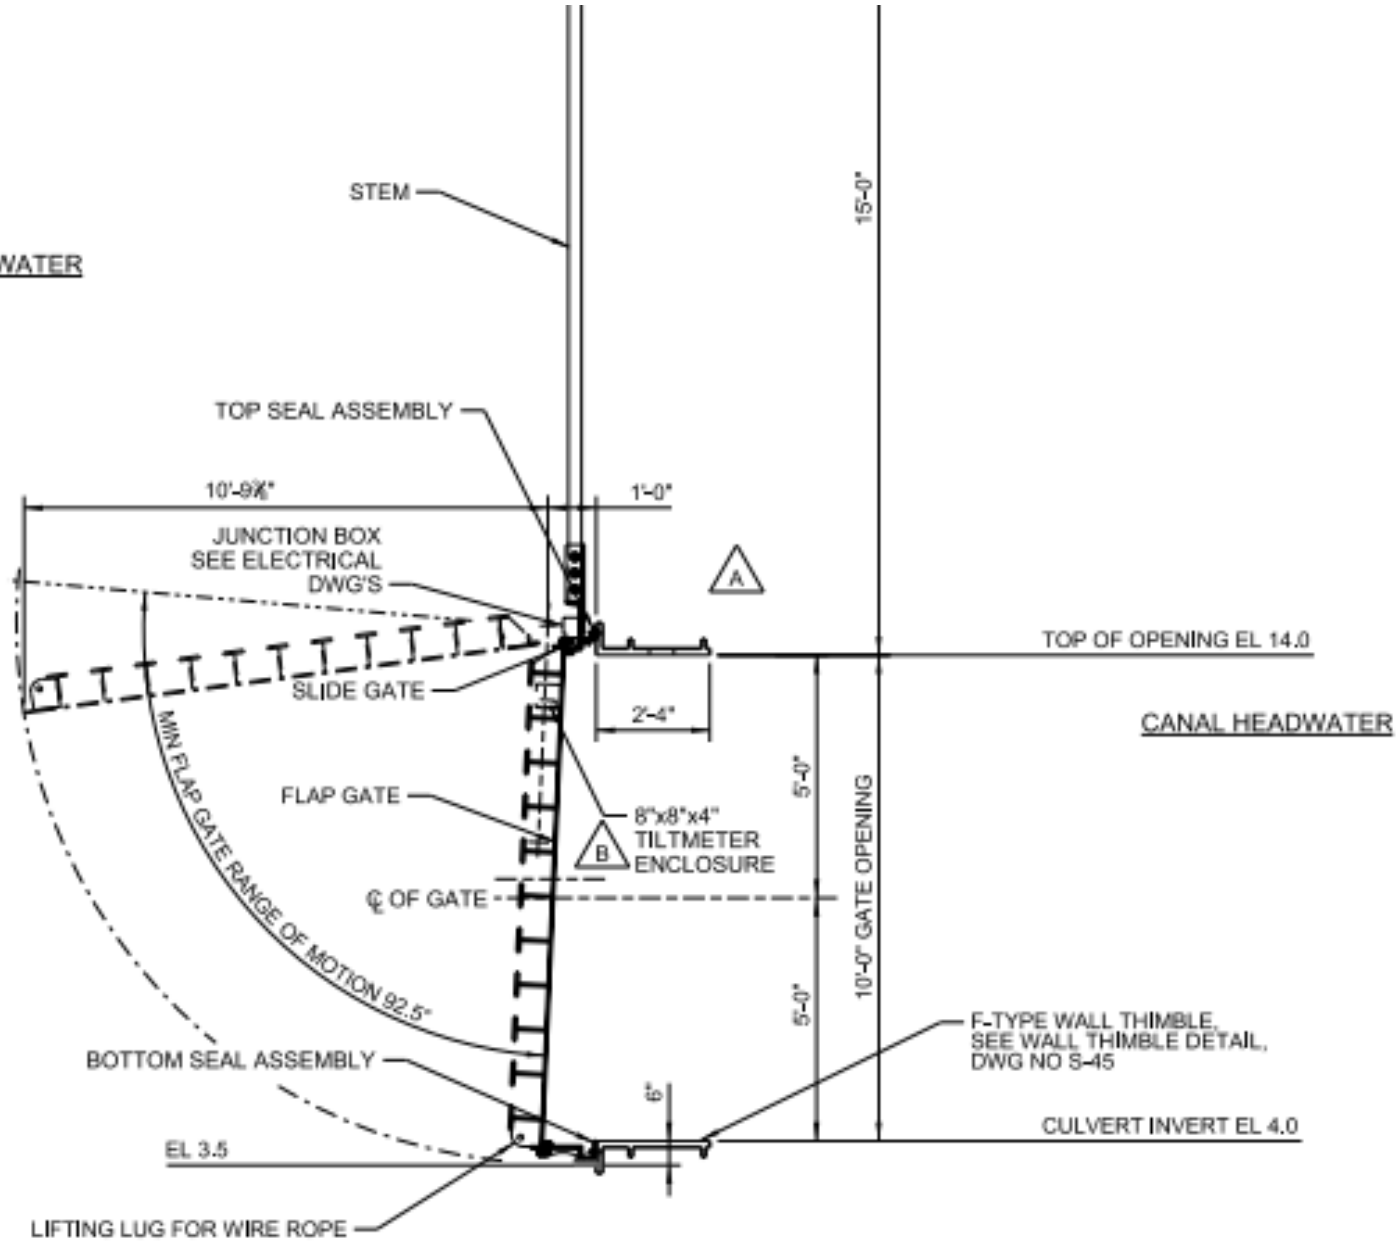 STEM
15'-0"
WATER
TOP SEAL ASSEMBLY
1'-0"
JUNCTION BOX
SEE ELECTRICAL
DWG'S
A
TOP OF OPENING EL 14.0
SLIDE GATE
2'-4"
CANAL HEADWATER
MIN FLAP GATE RANGE OF MOTION 92.5°
FLAP GATE
5'-0"
8"x8"x4"
TILTMETER
ENCLOSURE
B
10'-0" GATE OPENING
℄ OF GATE
5'-0"
F-TYPE WALL THIMBLE,
SEE WALL THIMBLE DETAIL,
DWG NO S-45
BOTTOM SEAL ASSEMBLY
6"
CULVERT INVERT EL 4.0
EL 3.5
LIFTING LUG FOR WIRE ROPE